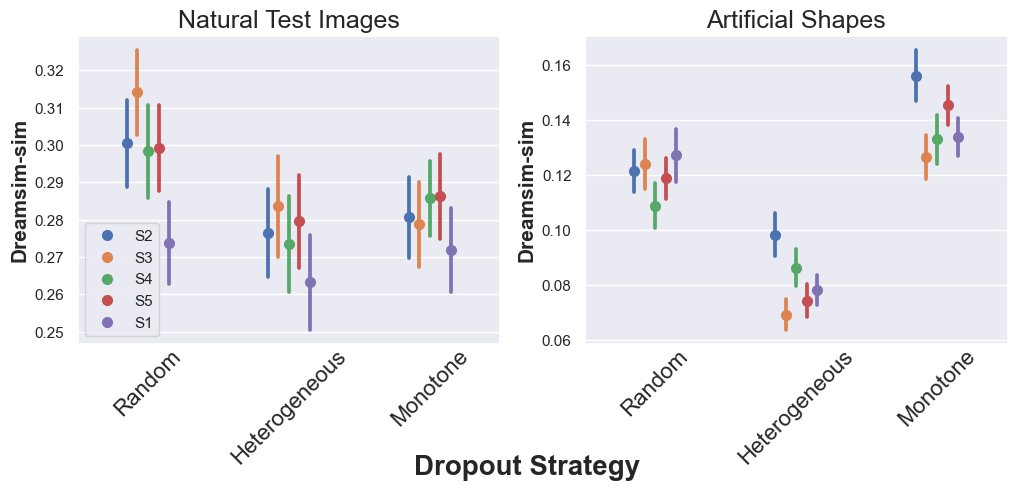 Natural Test Images
Dreamsim-sim
0.32
0.31
0.30
0.29
0.28
0.27
0.26
0.25
S2
S3
S4
S5
S1
Random
Heterogeneous
Monotone
Artificial Shapes
Dreamsim-sim
0.16
0.14
0.12
0.10
0.08
0.06
Random
Heterogeneous
Monotone
Dropout Strategy